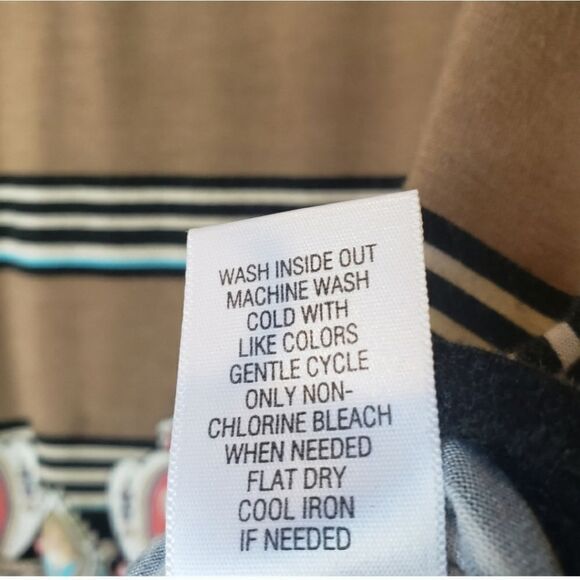 WASH INSIDE OUT
MACHINE WASH
COLD WITH
LIKE COLORS
GENTLE CYCLE
ONLY NON-
CHLORINE BLEACH
WHEN NEEDED
FLAT DRY
COOL IRON
IF NEEDED